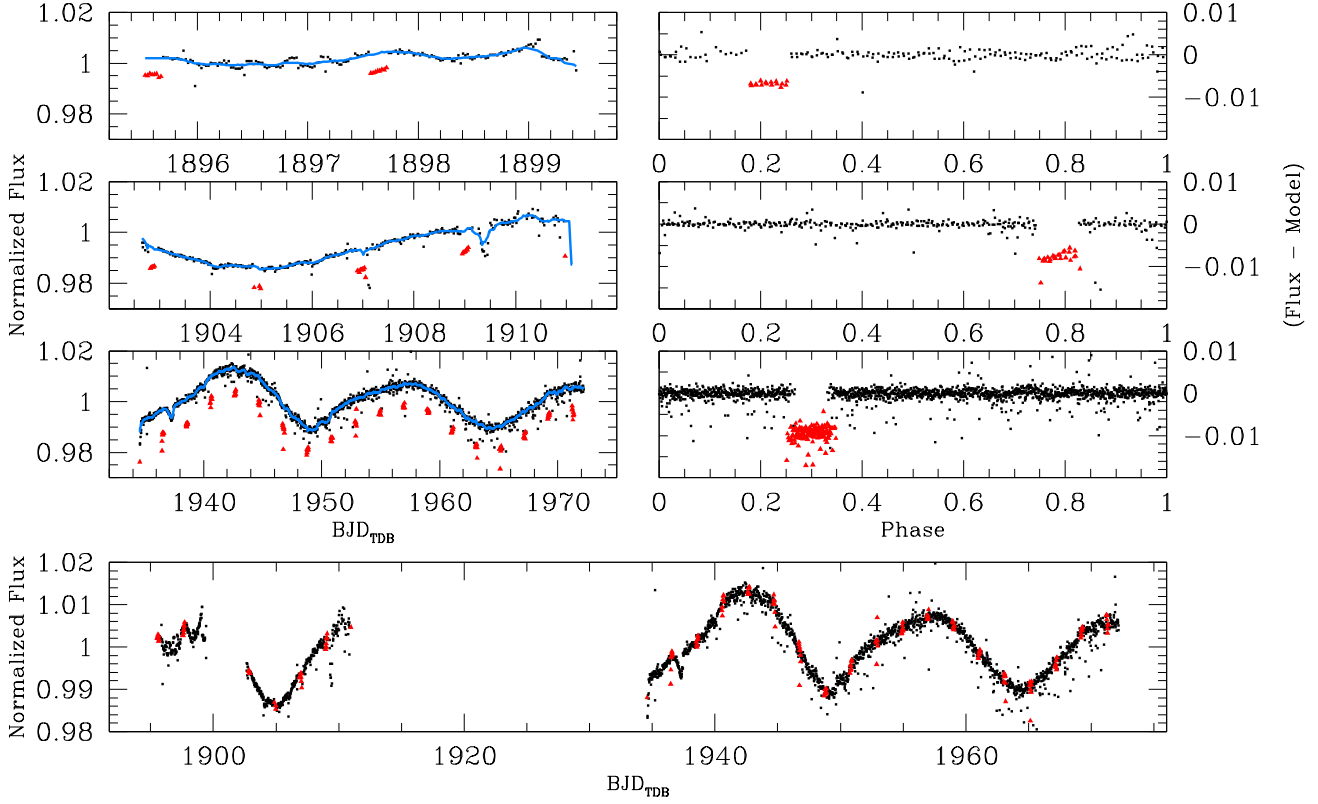 1.02
1
0.98
1896 1897 1898 1899
0.01
0
−0.01
0 0.2 0.4 0.6 0.8 1
Normalized Flux
1.02
1
0.98
1904 1906 1908 1910
0.01
0
−0.01
0 0.2 0.4 0.6 0.8 1
(Flux − Model)
1.02
1
0.98
1940 1950 1960 1970
BJD_TDB
0.01
0
−0.01
0 0.2 0.4 0.6 0.8 1
Phase
Normalized Flux
1.02
1.01
1
0.99
0.98
1900 1920 1940 1960
BJD_TDB